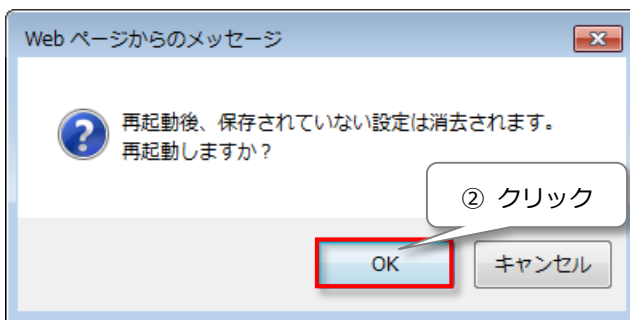 Web ページからのメッセージ
再起動後、保存されていない設定は消去されます。
再起動しますか？
② クリック
OK
キャンセル